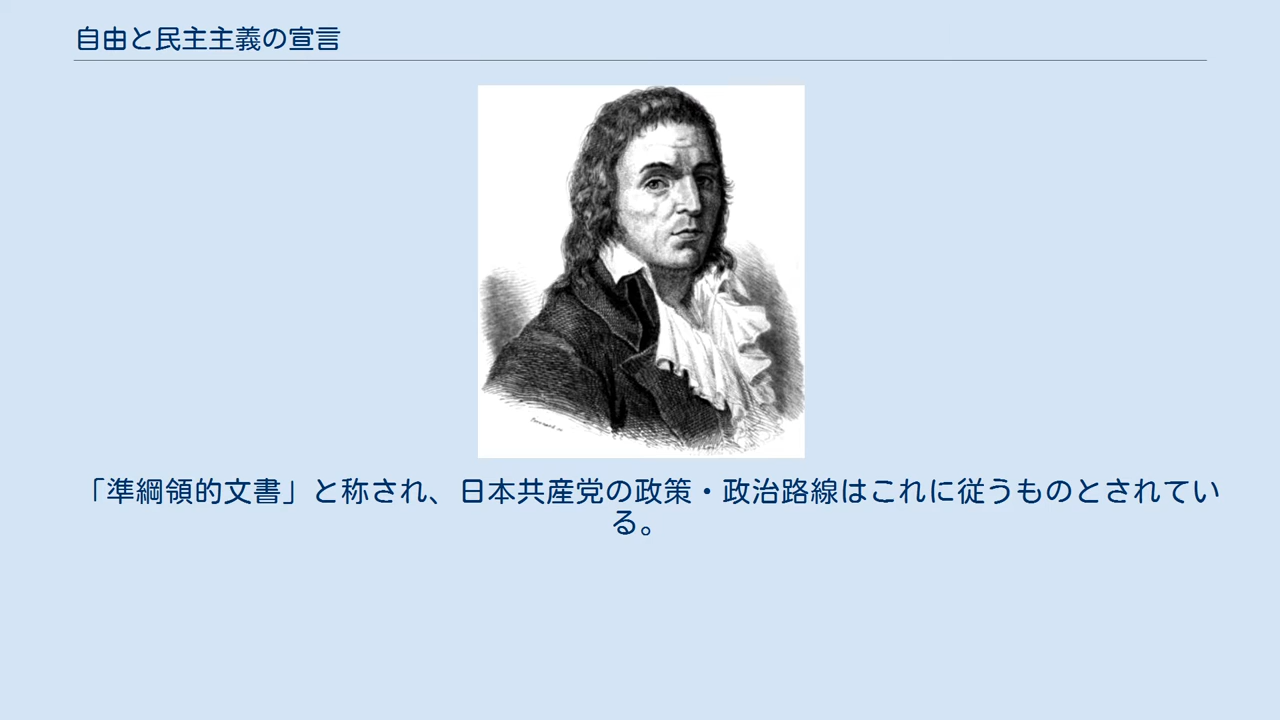 自由と民主主義の宣言
「準綱領的文書」と称され、日本共産党の政策・政治路線はこれに従うものとされてい
る。